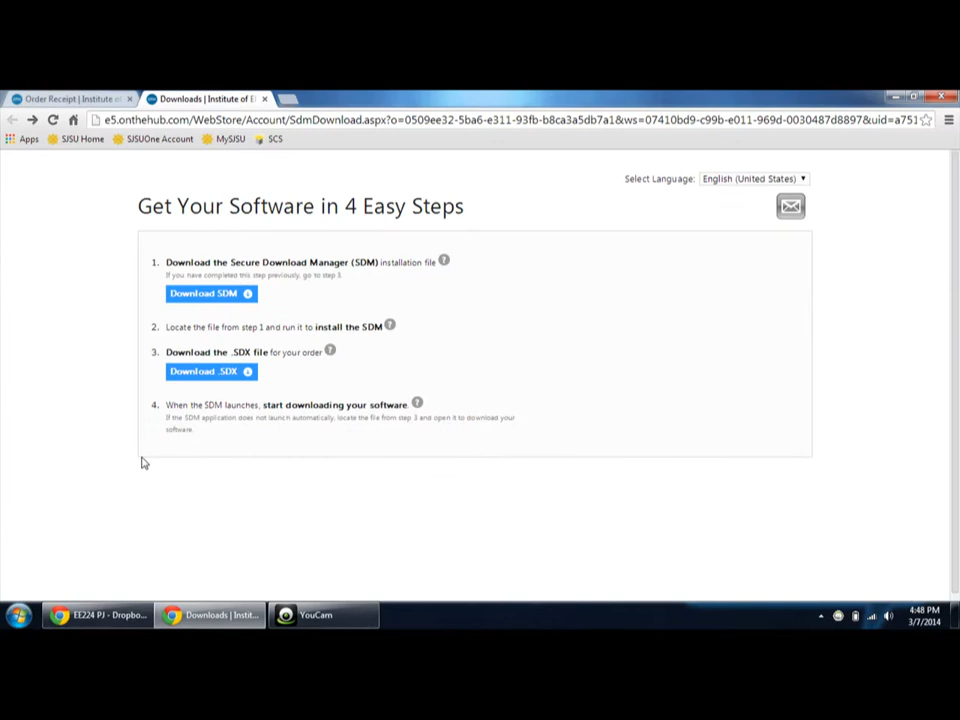 Order Receipt | Institute of
Downloads | Institute of E
e5.onthehub.com/WebStore/Account/SdmDownload.aspx?o=0509ee32-5ba6-e311-93fb-b8ca3a5db7a1&ws=07410bd9-c99b-e011-969d-0030487d8897&uid=a751
Apps SJSU Home SJSUOne Account MySJSU SCS
Select Language: English (United States)
Get Your Software in 4 Easy Steps
1. Download the Secure Download Manager (SDM) installation file ?
If you have completed this step previously, go to step 3.
Download SDM
2. Locate the file from step 1 and run it to install the SDM ?
3. Download the .SDX file for your order ?
Download .SDX
4. When the SDM launches, start downloading your software. ?
If the SDM application does not launch automatically, locate the file from step 3 and open it to download your
software.
EE224 PJ - Dropbo...
Downloads | Instit...
YouCam
4:48 PM
3/7/2014